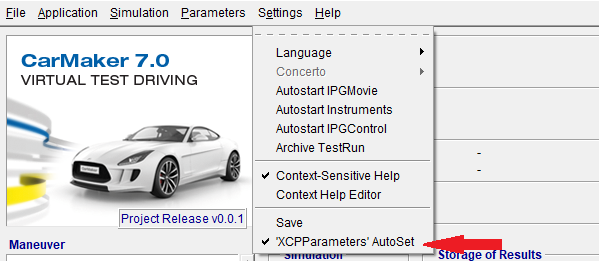 File Application Simulation Parameters Settings Help
CarMaker 7.0
VIRTUAL TEST DRIVING
Project Release v0.0.1
Maneuver
Language
Concerto
Autostart IPGMovie
Autostart Instruments
Autostart IPGControl
Archive TestRun
Context-Sensitive Help
Context Help Editor
Save
'XCPParameters' AutoSet
-
-
Simulation
Storage of Results